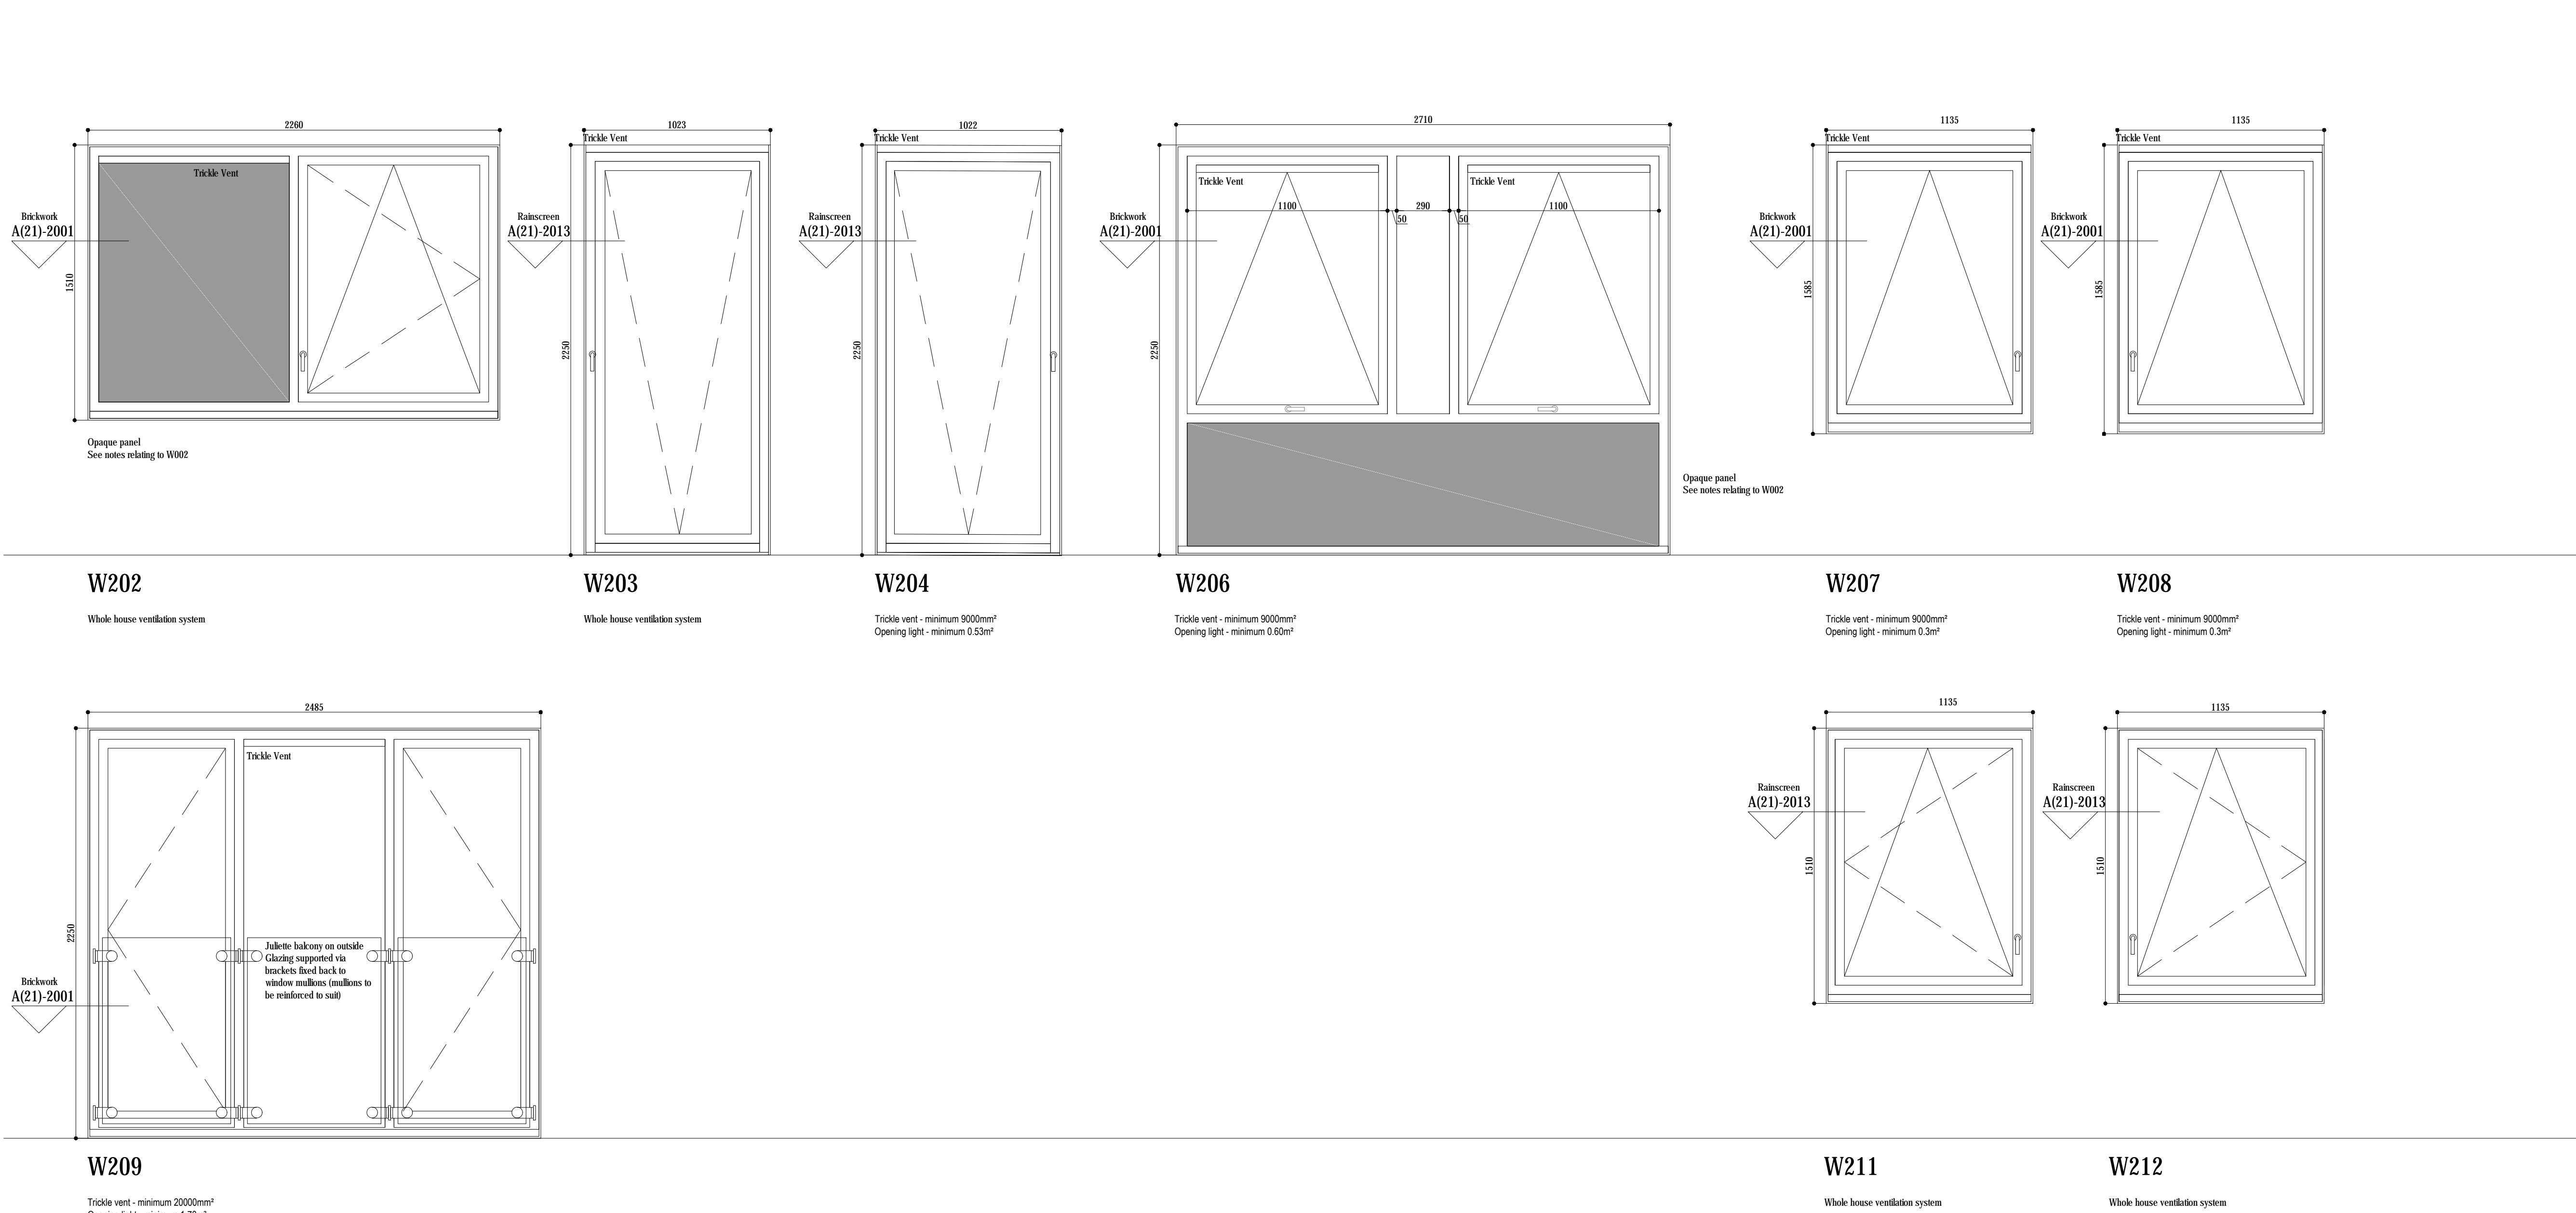 2260
Trickle Vent
Brickwork
A(21)-2001
1510
Opaque panel
See notes relating to W002
W202
Whole house ventilation system
1023
Trickle Vent
Rainscreen
A(21)-2013
2250
W203
Whole house ventilation system
1022
Trickle Vent
Rainscreen
A(21)-2013
2250
W204
Trickle vent - minimum 9000mm²
Opening light - minimum 0.53m²
2710
Trickle Vent
Trickle Vent
1100
290
1100
50
50
Brickwork
A(21)-2001
2250
Opaque panel
See notes relating to W002
W206
Trickle vent - minimum 9000mm²
Opening light - minimum 0.60m²
1135
Trickle Vent
Brickwork
A(21)-2001
1585
W207
Trickle vent - minimum 9000mm²
Opening light - minimum 0.3m²
1135
Trickle Vent
Brickwork
A(21)-2001
1585
W208
Trickle vent - minimum 9000mm²
Opening light - minimum 0.3m²
2485
Trickle Vent
2250
Juliette balcony on outside
Glazing supported via
brackets fixed back to
window mullions (mullions to
be reinforced to suit)
Brickwork
A(21)-2001
W209
Trickle vent - minimum 20000mm²
1135
Rainscreen
A(21)-2013
1510
W211
Whole house ventilation system
1135
Rainscreen
A(21)-2013
1510
W212
Whole house ventilation system